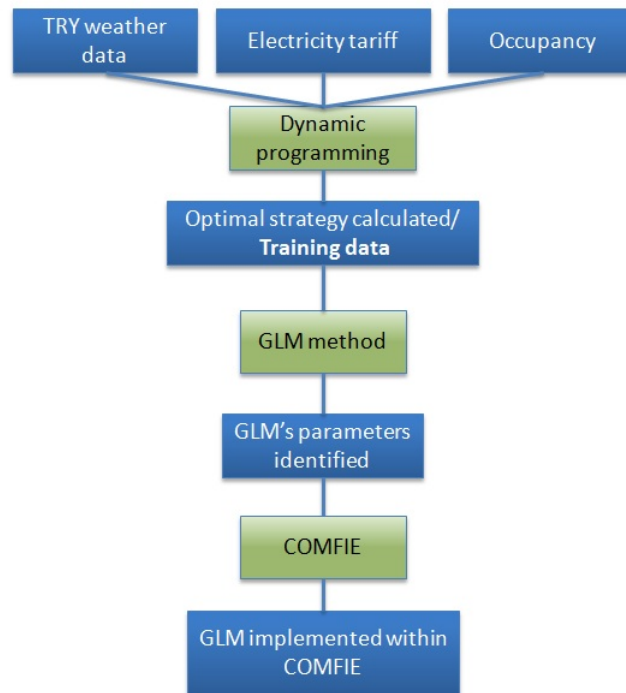 TRY weather
data
Electricity tariff
Occupancy
Dynamic
programming
Optimal strategy calculated/
Training data
GLM method
GLM's parameters
identified
COMFIE
GLM implemented within
COMFIE